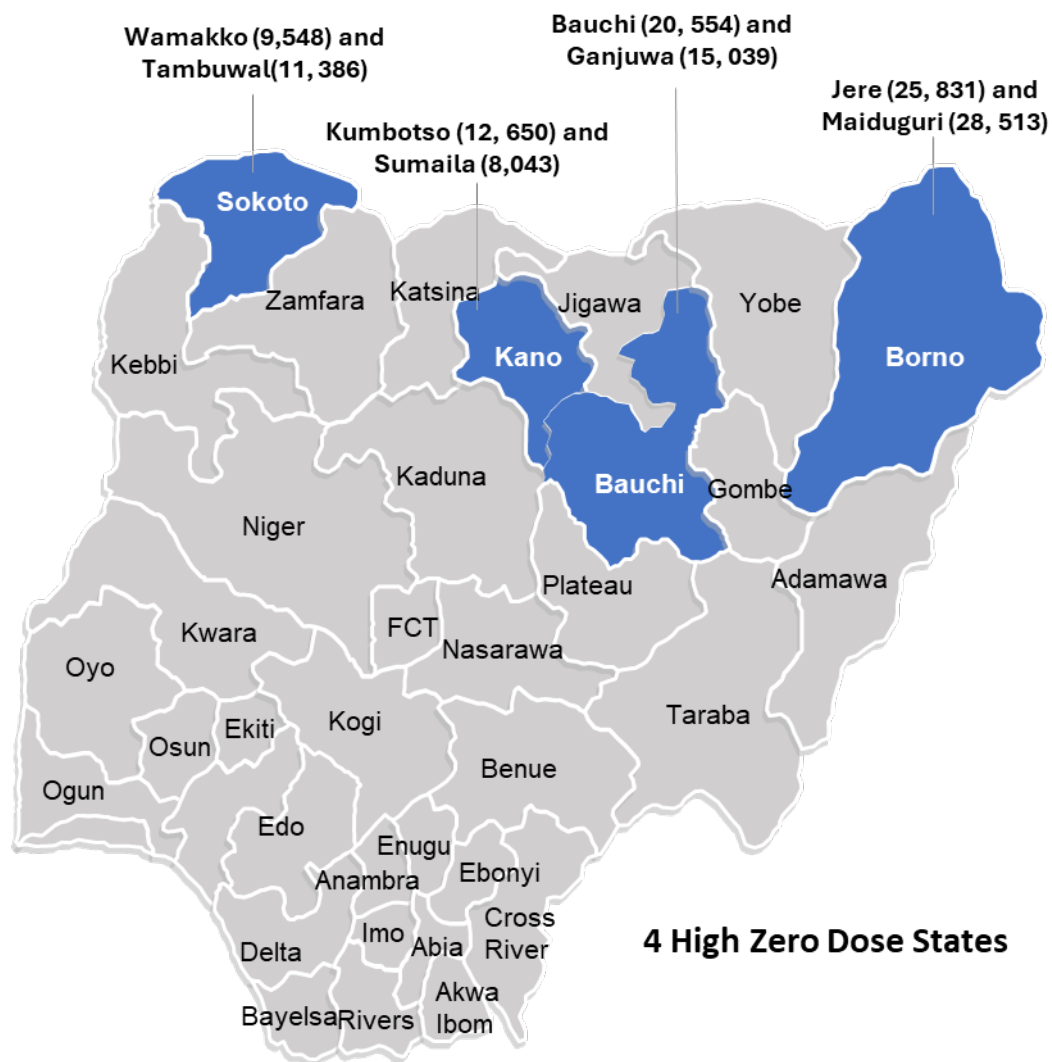 Wamakko (9,548) and
Tambuwal(11, 386)
Bauchi (20, 554) and
Ganjuwa (15, 039)
Jere (25, 831) and
Maiduguri (28, 513)
Kumbotso (12, 650) and
Sumaila (8,043)
Sokoto
Zamfara
Katsina
Jigawa
Yobe
Kebbi
Kano
Borno
Kaduna
Bauchi
Gombe
Niger
Plateau
Adamawa
FCT
Kwara
Nasarawa
Oyo
Taraba
Ekiti
Kogi
Osun
Benue
Ogun
Edo
Enugu
Anambra
Ebonyi
Cross
River
Imo
Abia
Delta
4 High Zero Dose States
Akwa
Ibom
Bayelsa
Rivers